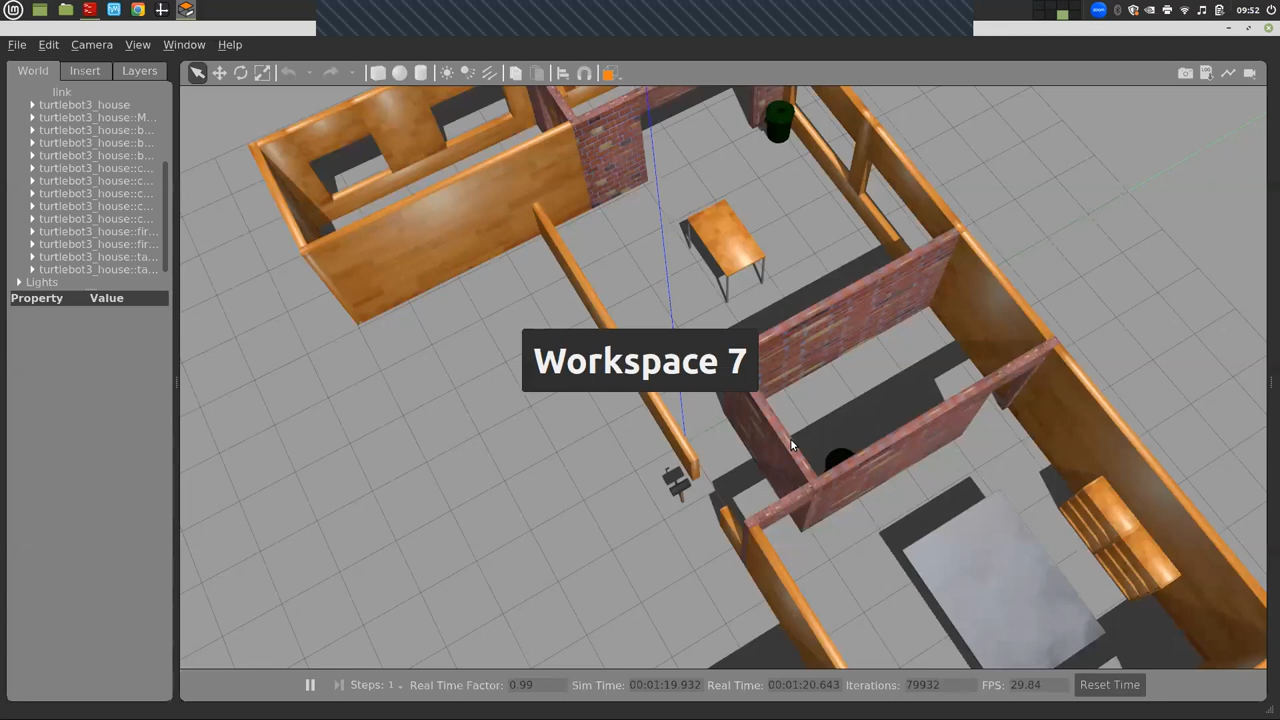 09:52
File Edit Camera View Window Help
World Insert Layers
link
turtlebot3_house
turtlebot3_house::M...
turtlebot3_house::b...
turtlebot3_house::b...
turtlebot3_house::b...
turtlebot3_house::c...
turtlebot3_house::c...
turtlebot3_house::c...
turtlebot3_house::c...
turtlebot3_house::c...
turtlebot3_house::fir...
turtlebot3_house::fir...
turtlebot3_house::ta...
turtlebot3_house::ta...
Lights
Property Value
Workspace 7
Steps: 1 Real Time Factor: 0.99 Sim Time: 00:01:19.932 Real Time: 00:01:20.643 Iterations: 79932 FPS: 29.84 Reset Time